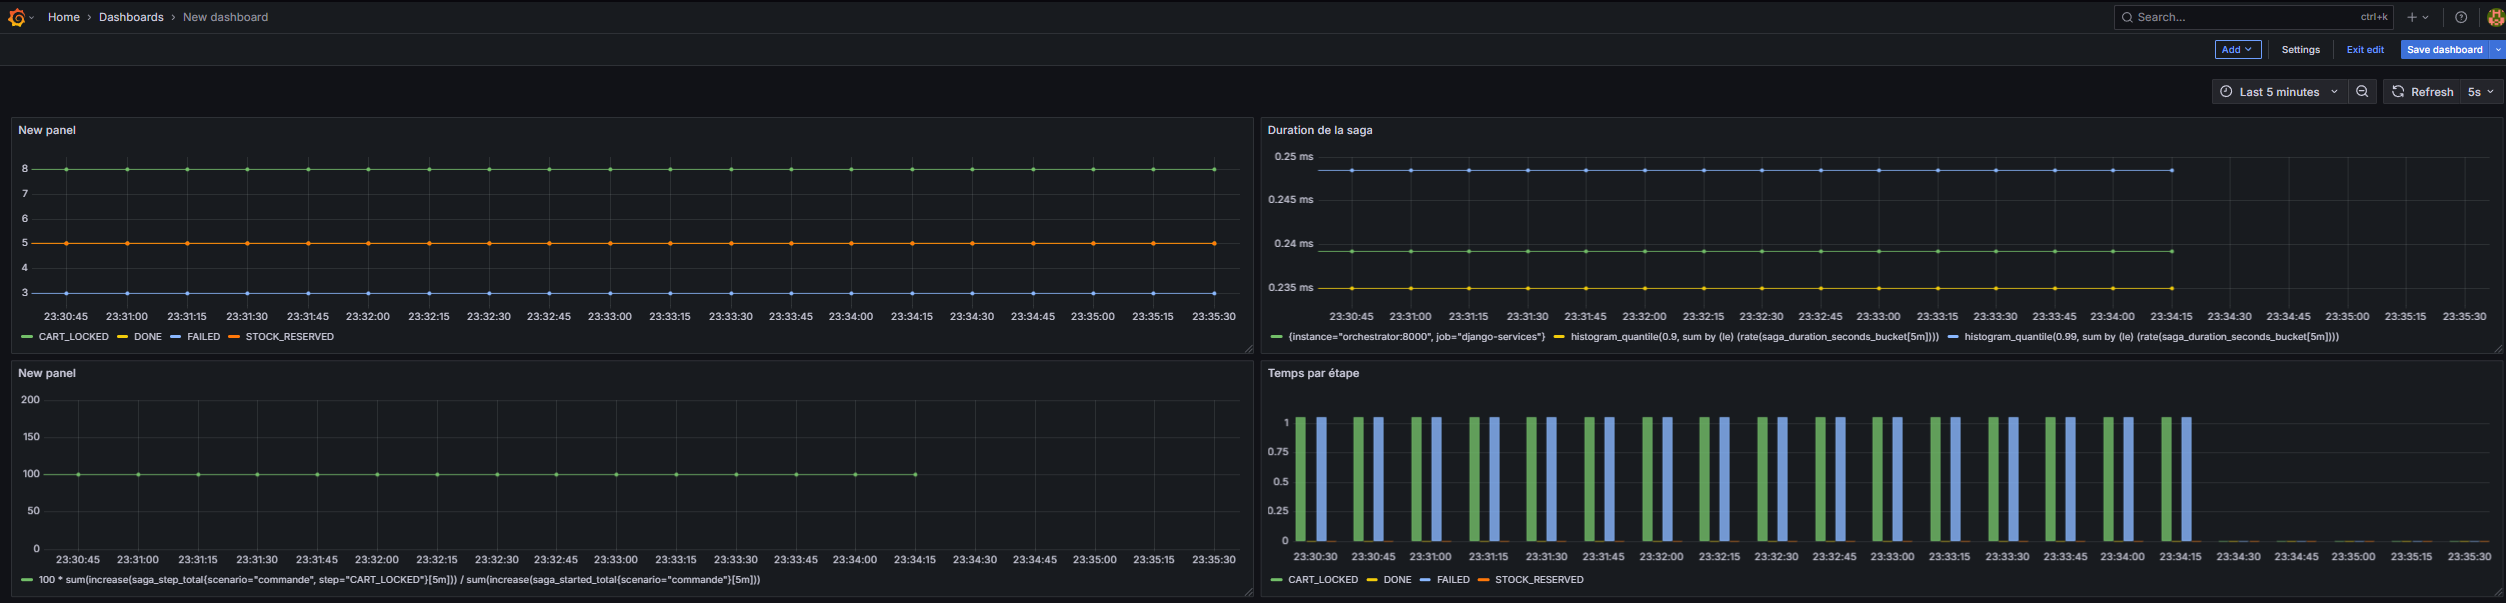 Home › Dashboards › New dashboard
Search... ctrl+k
Add Settings Exit edit Save dashboard
Last 5 minutes Refresh 5s
New panel
8
7
6
5
4
3
23:30:45 23:31:00 23:31:15 23:31:30 23:31:45 23:32:00 23:32:15 23:32:30 23:32:45 23:33:00 23:33:15 23:33:30 23:33:45 23:34:00 23:34:15 23:34:30 23:34:45 23:35:00 23:35:15 23:35:30
CART_LOCKED DONE FAILED STOCK_RESERVED
Duration de la saga
0.25 ms
0.245 ms
0.24 ms
0.235 ms
23:30:45 23:31:00 23:31:15 23:31:30 23:31:45 23:32:00 23:32:15 23:32:30 23:32:45 23:33:00 23:33:15 23:33:30 23:33:45 23:34:00 23:34:15 23:34:30 23:34:45 23:35:00 23:35:15 23:35:30
{instance="orchestrator:8000", job="django-services"} histogram_quantile(0.9, sum by (le) (rate(saga_duration_seconds_bucket[5m]))) histogram_quantile(0.99, sum by (le) (rate(saga_duration_seconds_bucket[5m])))
New panel
200
150
100
50
0
23:30:45 23:31:00 23:31:15 23:31:30 23:31:45 23:32:00 23:32:15 23:32:30 23:32:45 23:33:00 23:33:15 23:33:30 23:33:45 23:34:00 23:34:15 23:34:30 23:34:45 23:35:00 23:35:15 23:35:30
100 * sum(increase(saga_step_total{scenario="commande", step="CART_LOCKED"}[5m])) / sum(increase(saga_started_total{scenario="commande"}[5m]))
Temps par étape
1
0.75
0.5
0.25
0
23:30:30 23:30:45 23:31:00 23:31:15 23:31:30 23:31:45 23:32:00 23:32:15 23:32:30 23:32:45 23:33:00 23:33:15 23:33:30 23:33:45 23:34:00 23:34:15 23:34:30 23:34:45 23:35:00 23:35:15 23:35:30
CART_LOCKED DONE FAILED STOCK_RESERVED